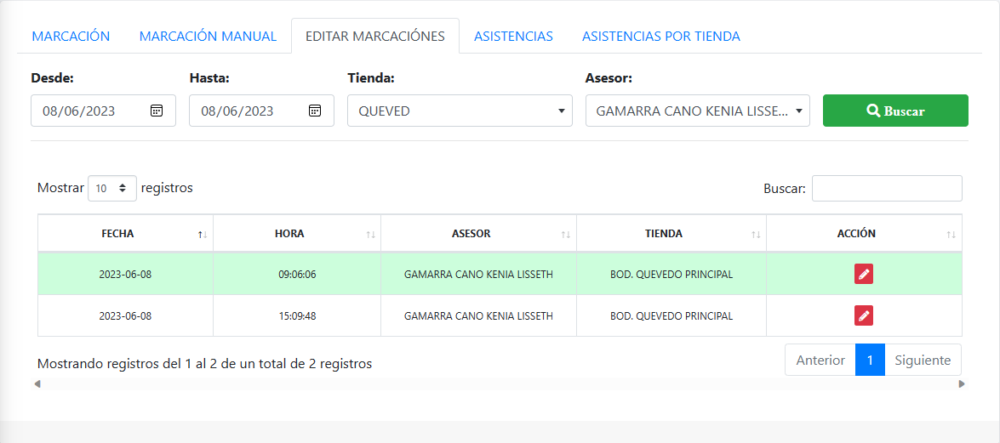 MARCACIÓN MARCACIÓN MANUAL EDITAR MARCACIÓNES ASISTENCIAS ASISTENCIAS POR TIENDA
Desde: Hasta: Tienda: Asesor:
08/06/2023 08/06/2023 QUEVED GAMARRA CANO KENIA LISSE... Buscar
Mostrar 10 registros Buscar:
FECHA HORA ASESOR TIENDA ACCIÓN
2023-06-08 09:06:06 GAMARRA CANO KENIA LISSETH BOD. QUEVEDO PRINCIPAL
2023-06-08 15:09:48 GAMARRA CANO KENIA LISSETH BOD. QUEVEDO PRINCIPAL
Mostrando registros del 1 al 2 de un total de 2 registros Anterior 1 Siguiente